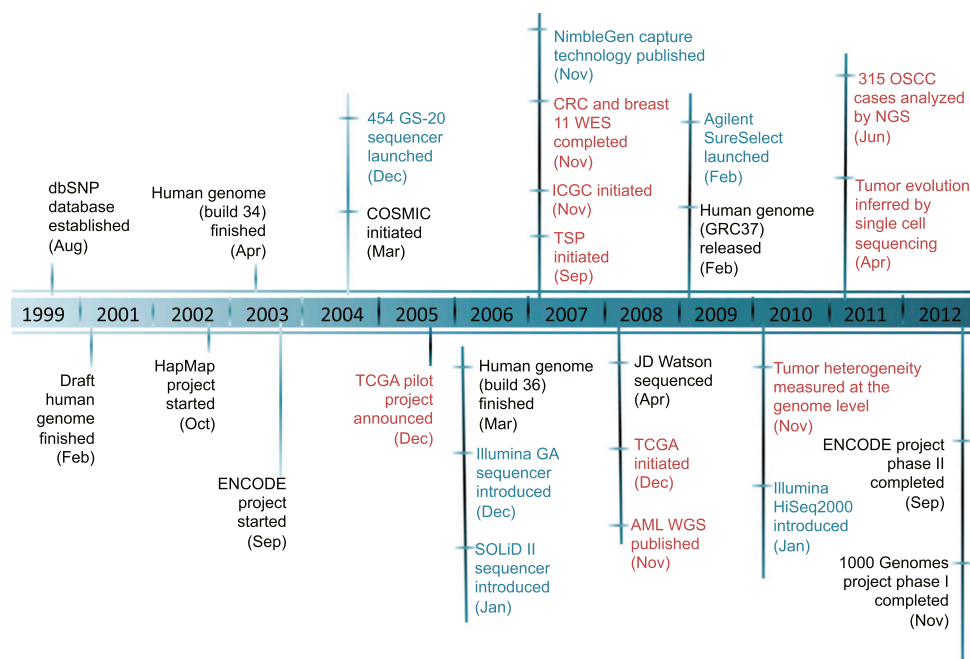 NimbleGen capture
technology published
(Nov)
CRC and breast
11 WES
completed
(Nov)
ICGC initiated
(Nov)
TSP
initiated
(Sep)
315 OSCC
cases analyzed
by NGS
(Jun)
Tumor evolution
inferred by
single cell
sequencing
(Apr)
454 GS-20
sequencer
launched
(Dec)
COSMIC
initiated
(Mar)
Agilent
SureSelect
launched
(Feb)
Human genome
(GRC37)
released
(Feb)
dbSNP
database
established
(Aug)
Human genome
(build 34)
finished
(Apr)
1999 2001 2002 2003 2004 2005 2006 2007 2008 2009 2010 2011 2012
Draft
human
genome
finished
(Feb)
HapMap
project
started
(Oct)
ENCODE
project
started
(Sep)
TCGA pilot
project
announced
(Dec)
Human genome
(build 36)
finished
(Mar)
Illumina GA
sequencer
introduced
(Dec)
SOLiD II
sequencer
introduced
(Jan)
JD Watson
sequenced
(Apr)
TCGA
initiated
(Dec)
AML WGS
published
(Nov)
Tumor heterogeneity
measured at the
genome level
(Nov)
Illumina
HiSeq2000
introduced
(Jan)
ENCODE project
phase II
completed
(Sep)
1000 Genomes
project phase I
completed
(Nov)